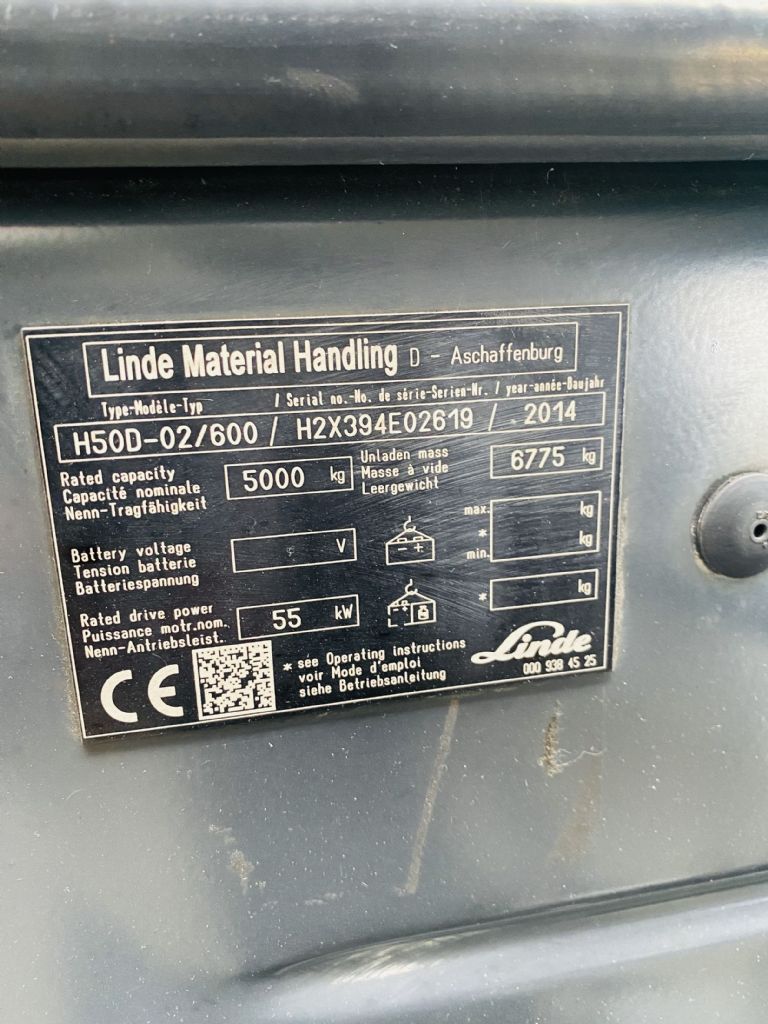 Linde Material Handling D - Aschaffenburg
Type-Modèle-Typ / Serial no.-No. de série-Serien-Nr. / year-année-Baujahr
H50D-02/600 / H2X394E02619 / 2014
Rated capacity
Capacité nominale
Nenn-Tragfähigkeit
5000 kg
Unladen mass
Masse à vide
Leergewicht
6775 kg
Battery voltage
Tension batterie
Batteriespannung
V
- +
max. kg
*
min. kg
Rated drive power
Puissance motr.nom.
Nenn-Antriebsleist.
55 kW
- +
* kg
CE
* see Operating instructions
voir Mode d'emploi
siehe Betriebsanleitung
Linde
000 938 45 25